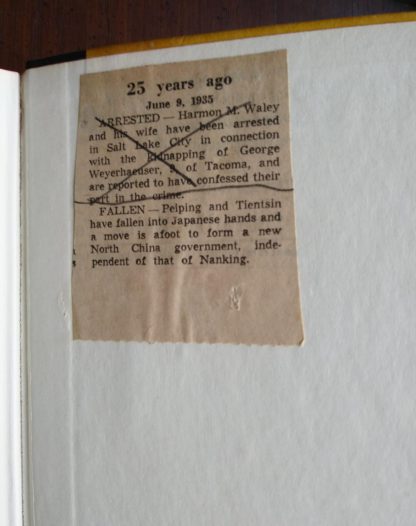 25 years ago
June 9, 1935
ARRESTED — Harmon M. Waley
and his wife have been arrested
in Salt Lake City in connection
with the kidnapping of George
Weyerhaeuser, 9, of Tacoma, and
are reported to have confessed their
part in the crime.
FALLEN — Peiping and Tientsin
have fallen into Japanese hands and
a move is afoot to form a new
North China government, inde-
pendent of that of Nanking.